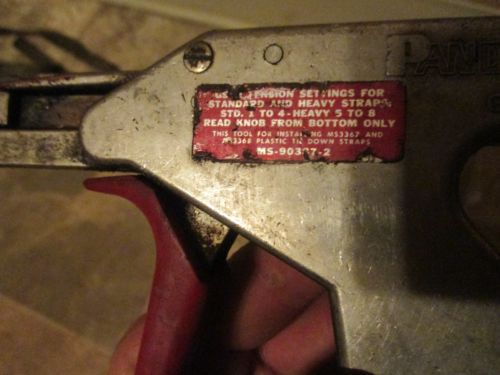 PAND
TENSION SETTINGS FOR
STANDARD AND HEAVY STRAPS
STD. 1 TO 4-HEAVY 5 TO 8
READ KNOB FROM BOTTOM ONLY
THIS TOOL FOR INSTALLING MS3367 AND
MS3368 PLASTIC TIE DOWN STRAPS
MS-90387-2